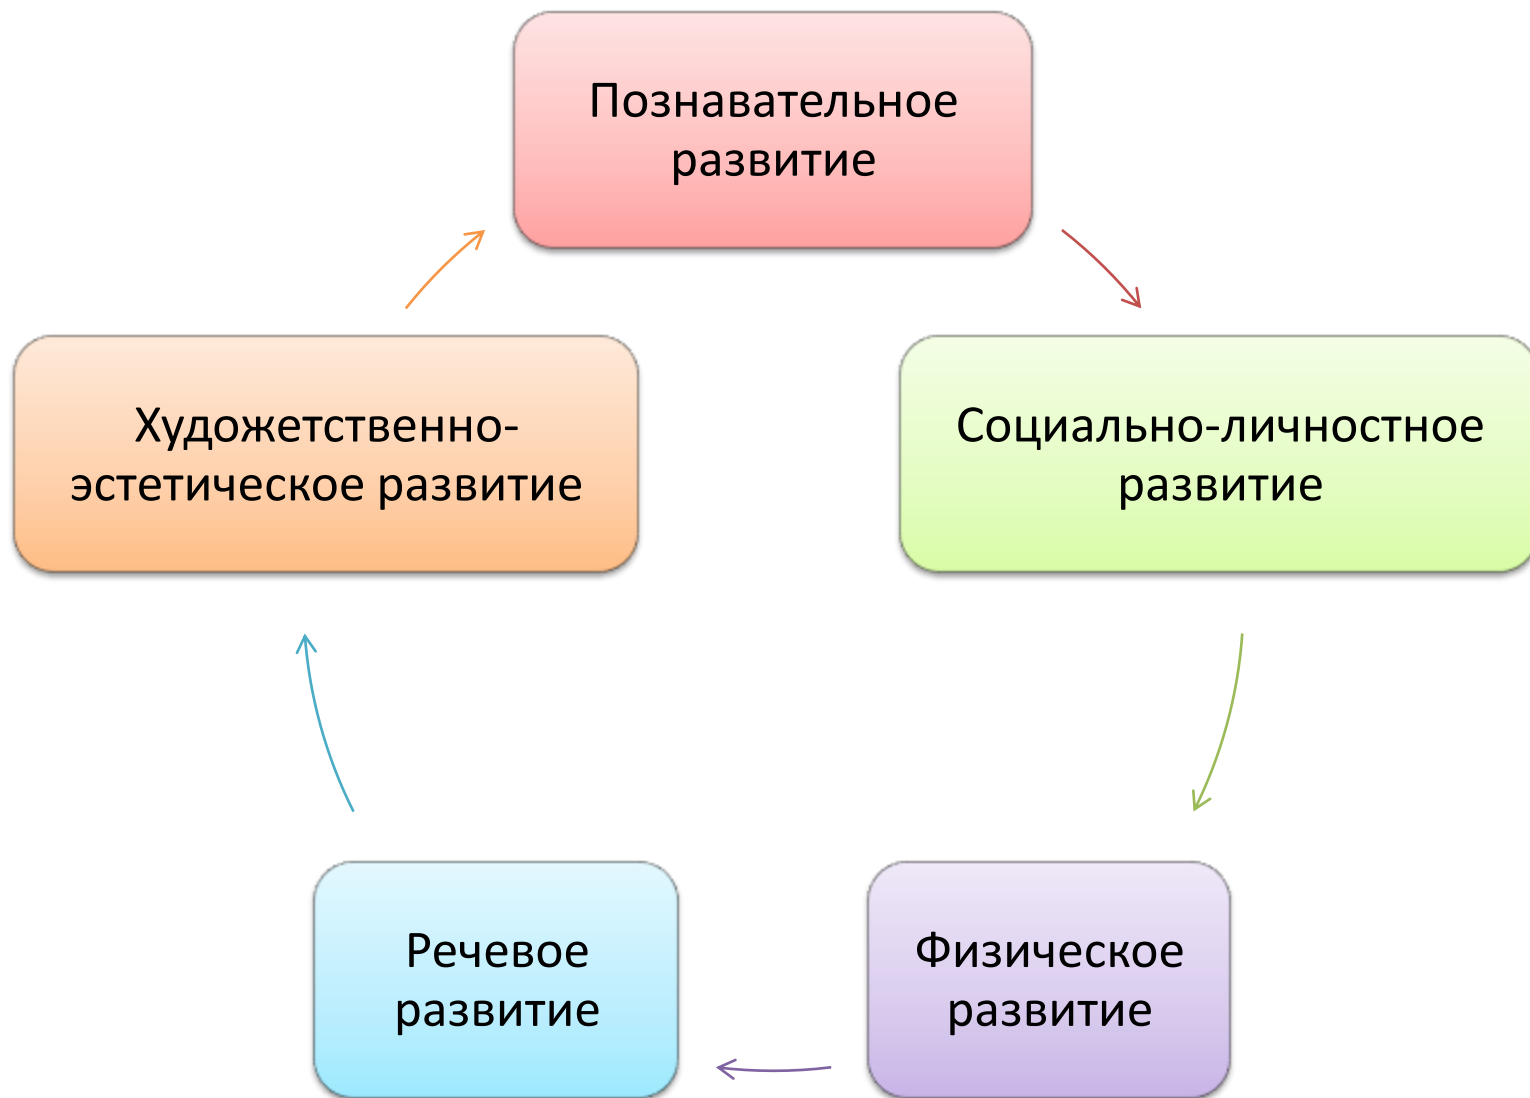 Познавательное
развитие
Художетственно-
эстетическое развитие
Социально-личностное
развитие
Речевое
развитие
Физическое
развитие